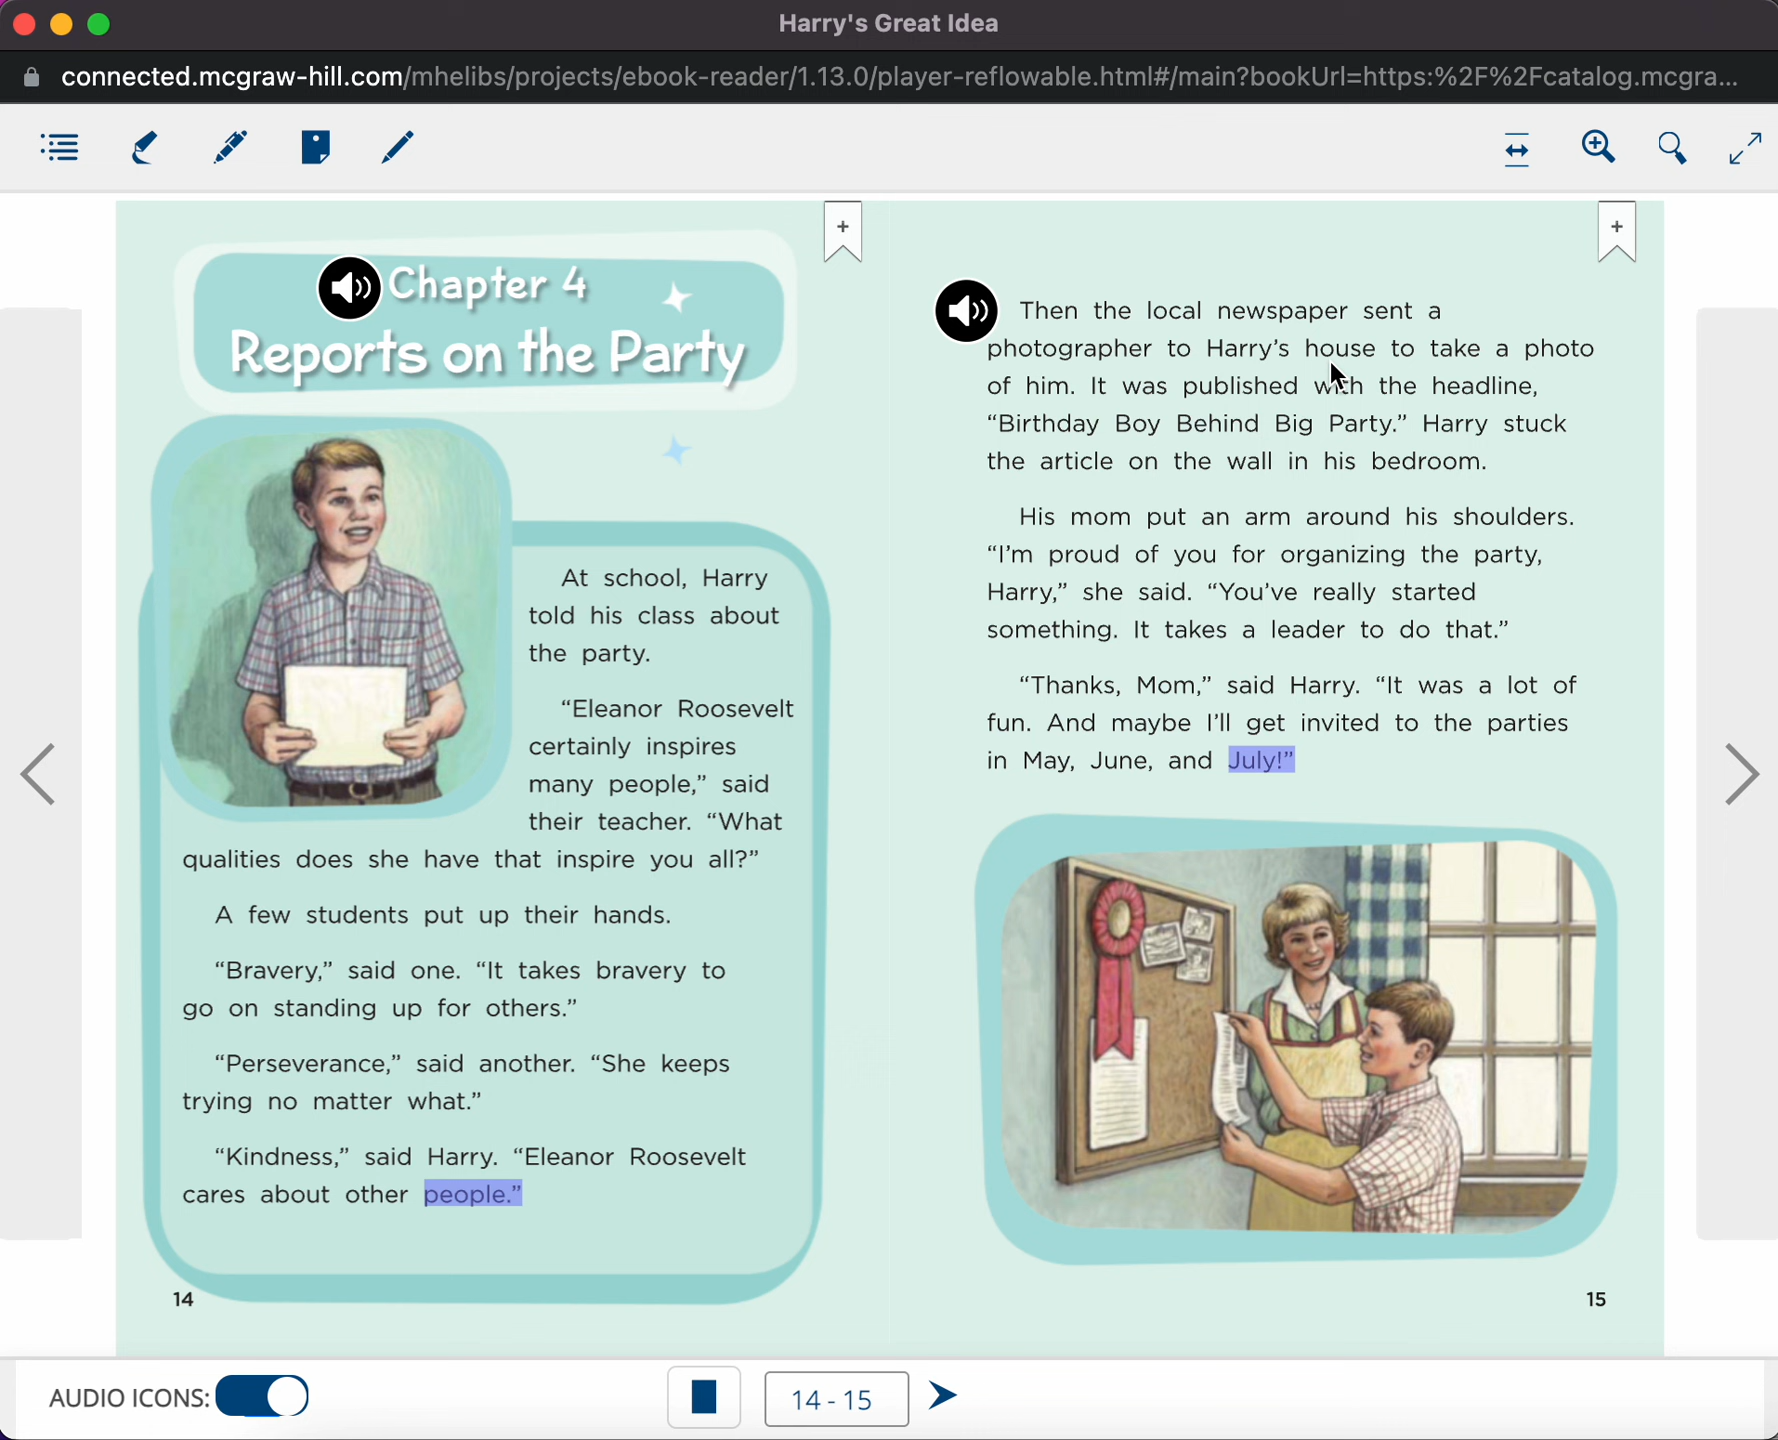 Harry's Great Idea
connected.mcgraw-hill.com/mhelibs/projects/ebook-reader/1.13.0/player-reflowable.html#/main?bookUrl=https:%2F%2Fcatalog.mcgra...
Chapter 4
Reports on the Party
At school, Harry
told his class about
the party.
“Eleanor Roosevelt
certainly inspires
many people,” said
their teacher. “What
qualities does she have that inspire you all?”
A few students put up their hands.
“Bravery,” said one. “It takes bravery to
go on standing up for others.”
“Perseverance,” said another. “She keeps
trying no matter what.”
“Kindness,” said Harry. “Eleanor Roosevelt
cares about other people.”
14
Then the local newspaper sent a
photographer to Harry’s house to take a photo
of him. It was published with the headline,
“Birthday Boy Behind Big Party.” Harry stuck
the article on the wall in his bedroom.
His mom put an arm around his shoulders.
“I’m proud of you for organizing the party,
Harry,” she said. “You’ve really started
something. It takes a leader to do that.”
“Thanks, Mom,” said Harry. “It was a lot of
fun. And maybe I’ll get invited to the parties
in May, June, and July!”
15
AUDIO ICONS:
14 - 15